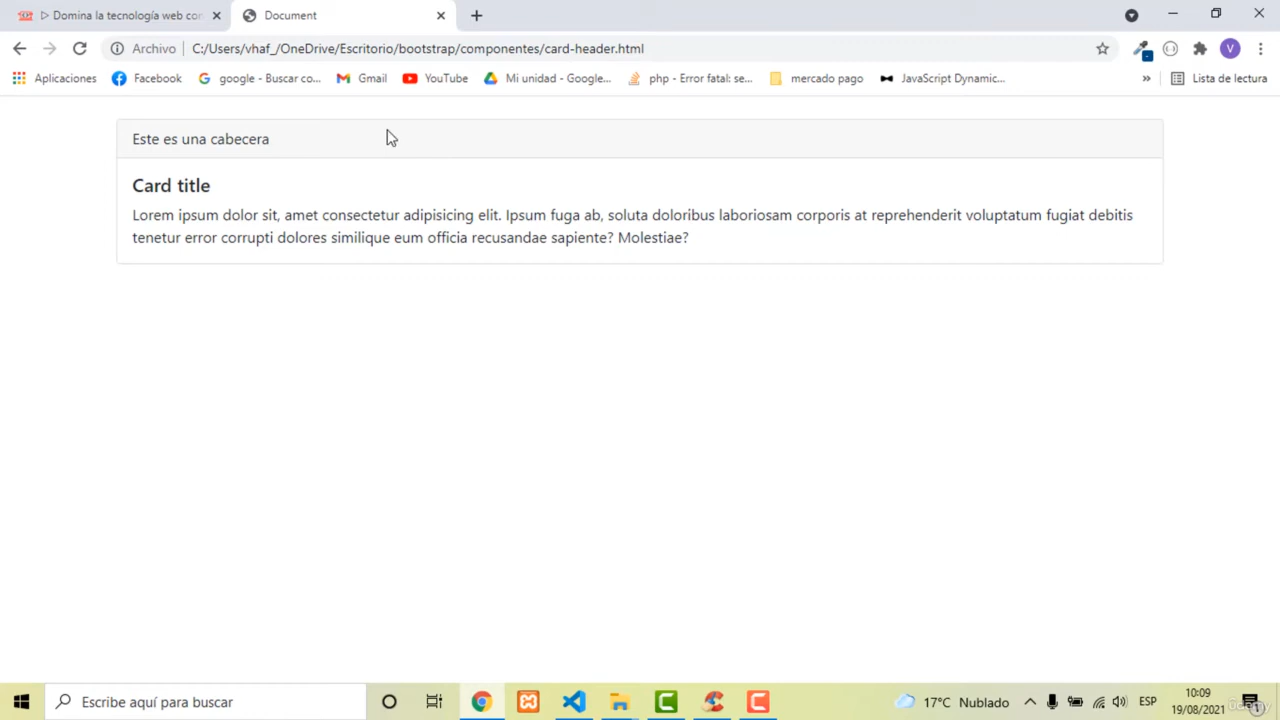 ▷ Domina la tecnología web con
Document
Archivo
C:/Users/vhaf_/OneDrive/Escritorio/bootstrap/componentes/card-header.html
V
Aplicaciones
Facebook
google - Buscar co...
Gmail
YouTube
Mi unidad - Google...
php - Error fatal: se...
mercado pago
JavaScript Dynamic...
»
Lista de lectura
Este es una cabecera
Card title
Lorem ipsum dolor sit, amet consectetur adipisicing elit. Ipsum fuga ab, soluta doloribus laboriosam corporis at reprehenderit voluptatum fugiat debitis
tenetur error corrupti dolores similique eum officia recusandae sapiente? Molestiae?
Escribe aquí para buscar
17°C Nublado
ESP
10:09
19/08/2021
Udemy